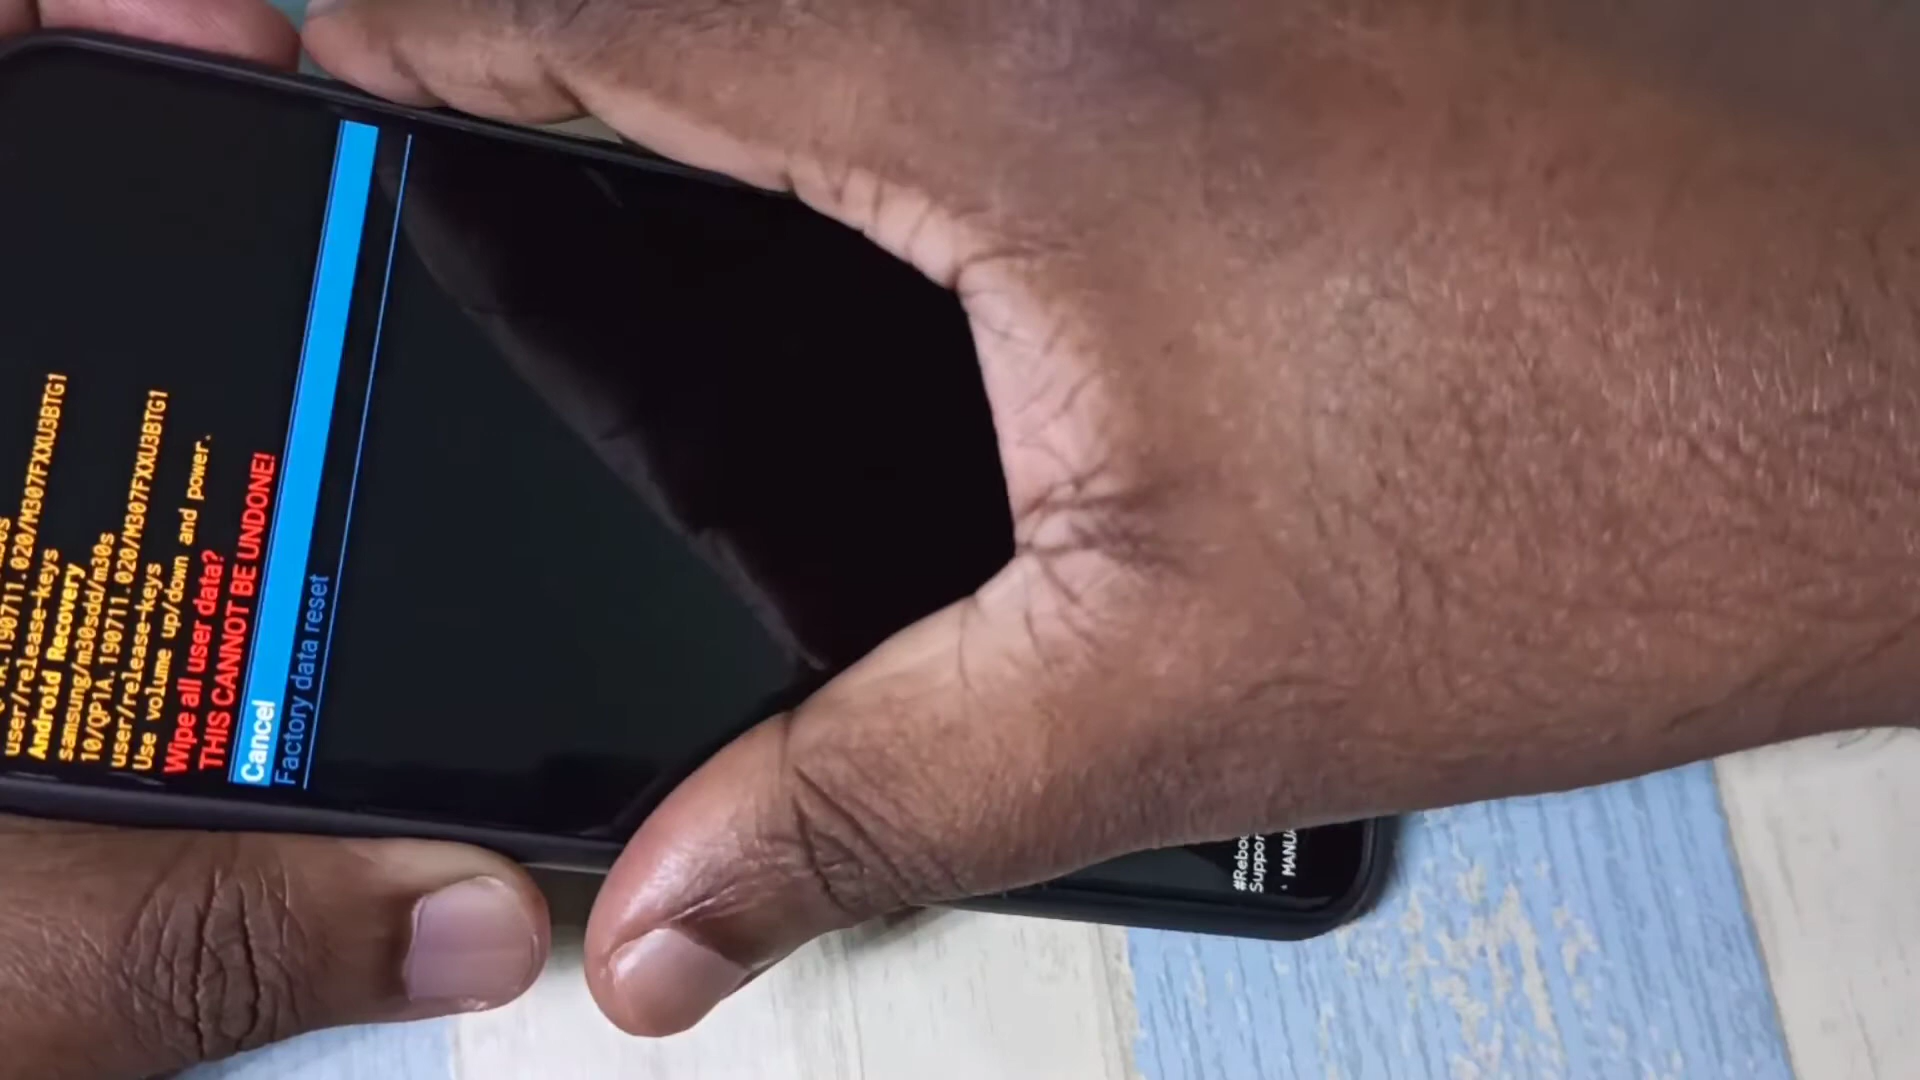 user/release-keys
Android Recovery
samsung/m30sdd/m30s
10/QP1A.190711.020/M307FXXU3BTG1
user/release-keys
Use volume up/down and power.
Wipe all user data?
THIS CANNOT BE UNDONE!
Cancel
Factory data reset